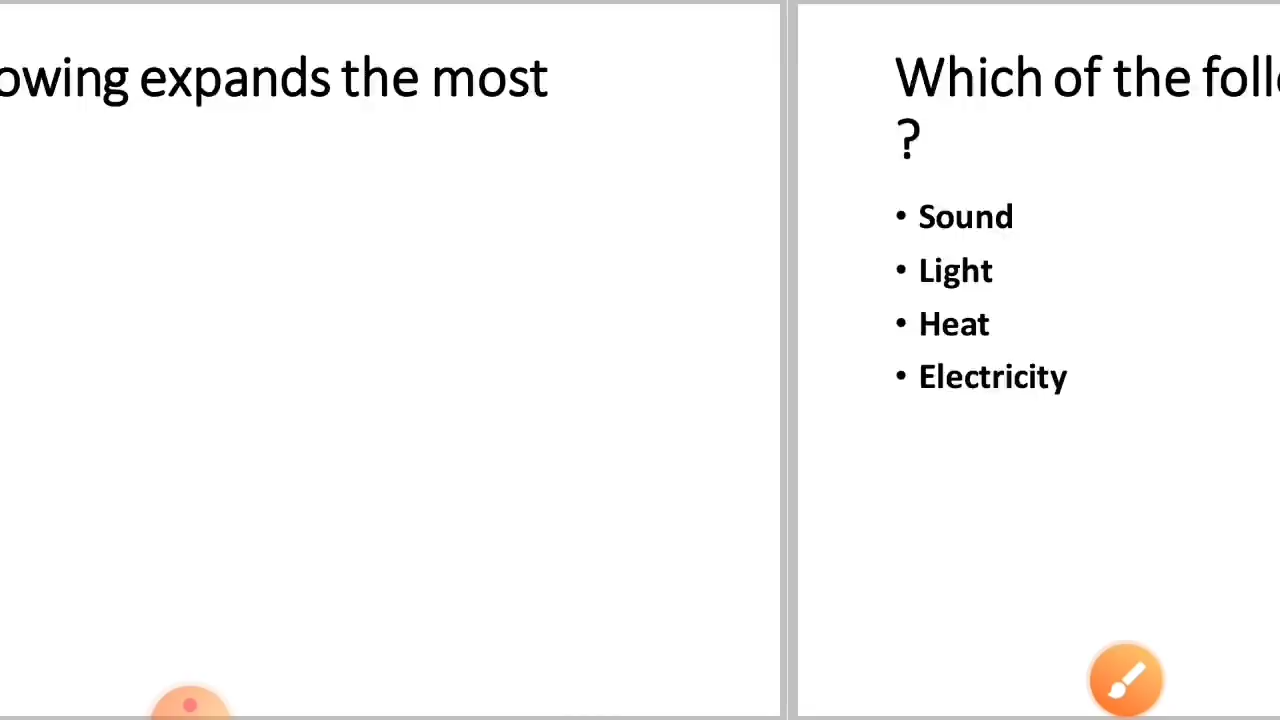 owing expands the most
Which of the foll
?
• Sound
• Light
• Heat
• Electricity